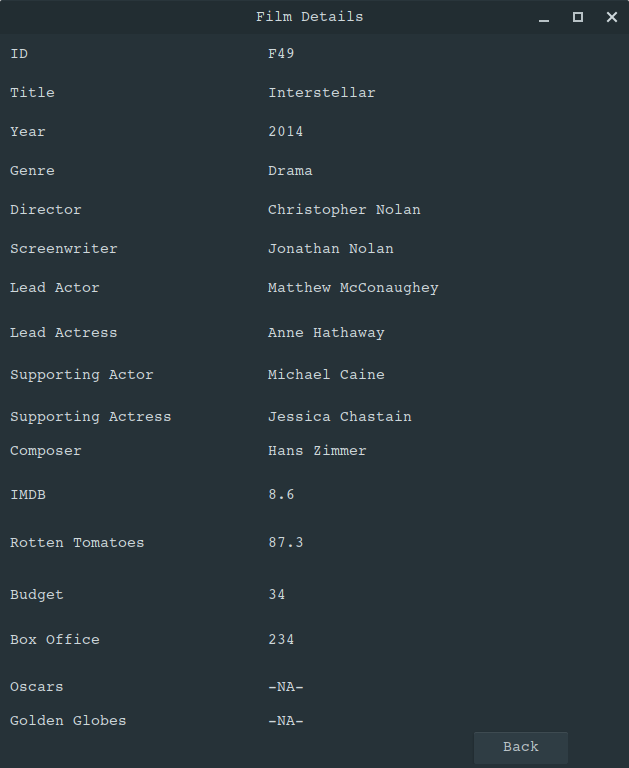 Film Details
ID F49
Title Interstellar
Year 2014
Genre Drama
Director Christopher Nolan
Screenwriter Jonathan Nolan
Lead Actor Matthew McConaughey
Lead Actress Anne Hathaway
Supporting Actor Michael Caine
Supporting Actress Jessica Chastain
Composer Hans Zimmer
IMDB 8.6
Rotten Tomatoes 87.3
Budget 34
Box Office 234
Oscars -NA-
Golden Globes -NA-
Back